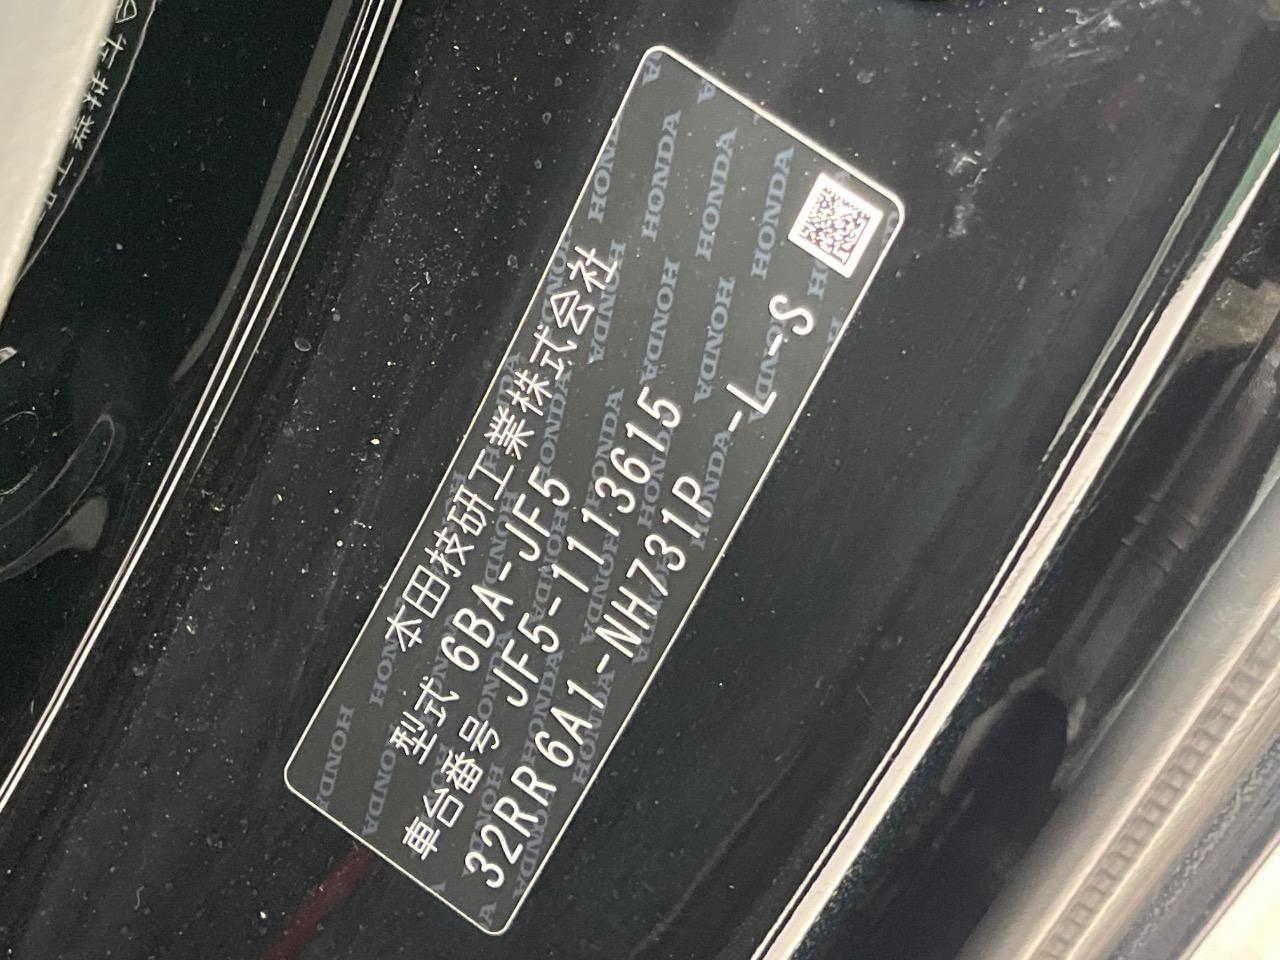 本田技研工業株式会社
型式 6BA-JF5
車台番号 JF5-1113615
32RR6A1-NH731P -L--S